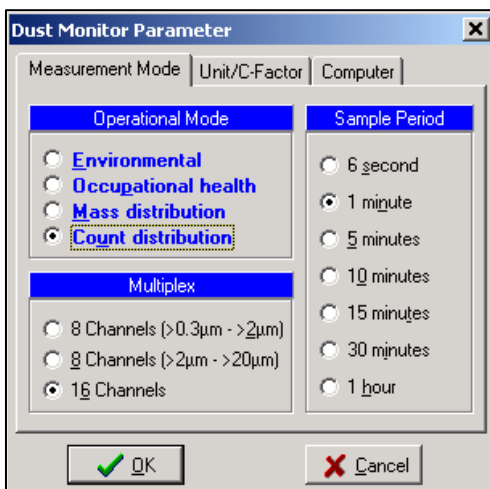 Dust Monitor Parameter
Measurement Mode
Unit/C-Factor
Computer
Operational Mode
Environmental
Occupational health
Mass distribution
Count distribution
Multiplex
8 Channels (>0.3µm - >2µm)
8 Channels (>2µm - >20µm)
16 Channels
Sample Period
6 second
1 minute
5 minutes
10 minutes
15 minutes
30 minutes
1 hour
OK
Cancel